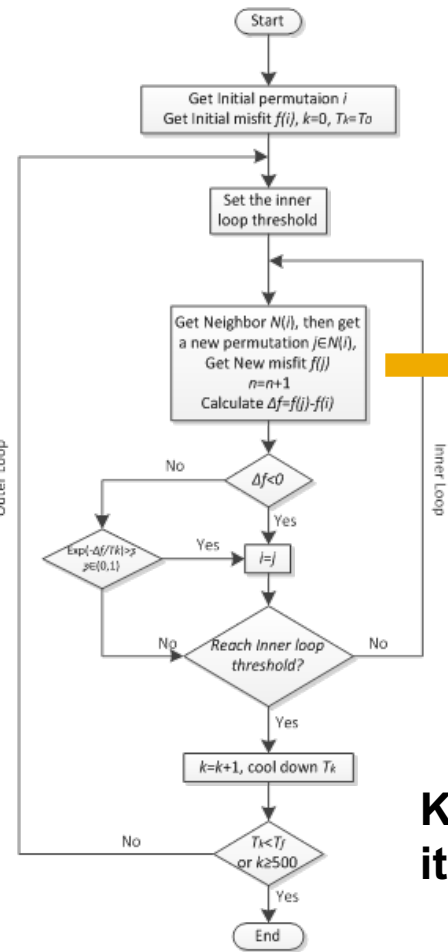 Start
Get Initial permutaion i
Get Initial misfit f(i), k=0, Tk=To
Set the inner
loop threshold
Get Neighbor N(i), then get
a new permutation j∈N(i),
Get New misfit f(j)
n=n+1
Calculate Δf=f(j)-f(i)
Outer Loop
Inner Loop
No
Δf<0
Yes
Exp(-Δf/Tk)>
Yes
i=j
No
Reach Inner loop
threshold?
No
Yes
k=k+1, cool down Tk
K
it
No
Tk<Tf
or k≥500
Yes
End